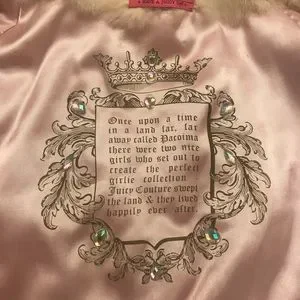 Once upon a time
in a land far, far
away called Pacoima
there were two nice
girls who set out to
create the perfect
girlie collection
Juicy Couture swept
the land & they lived
happily ever after.